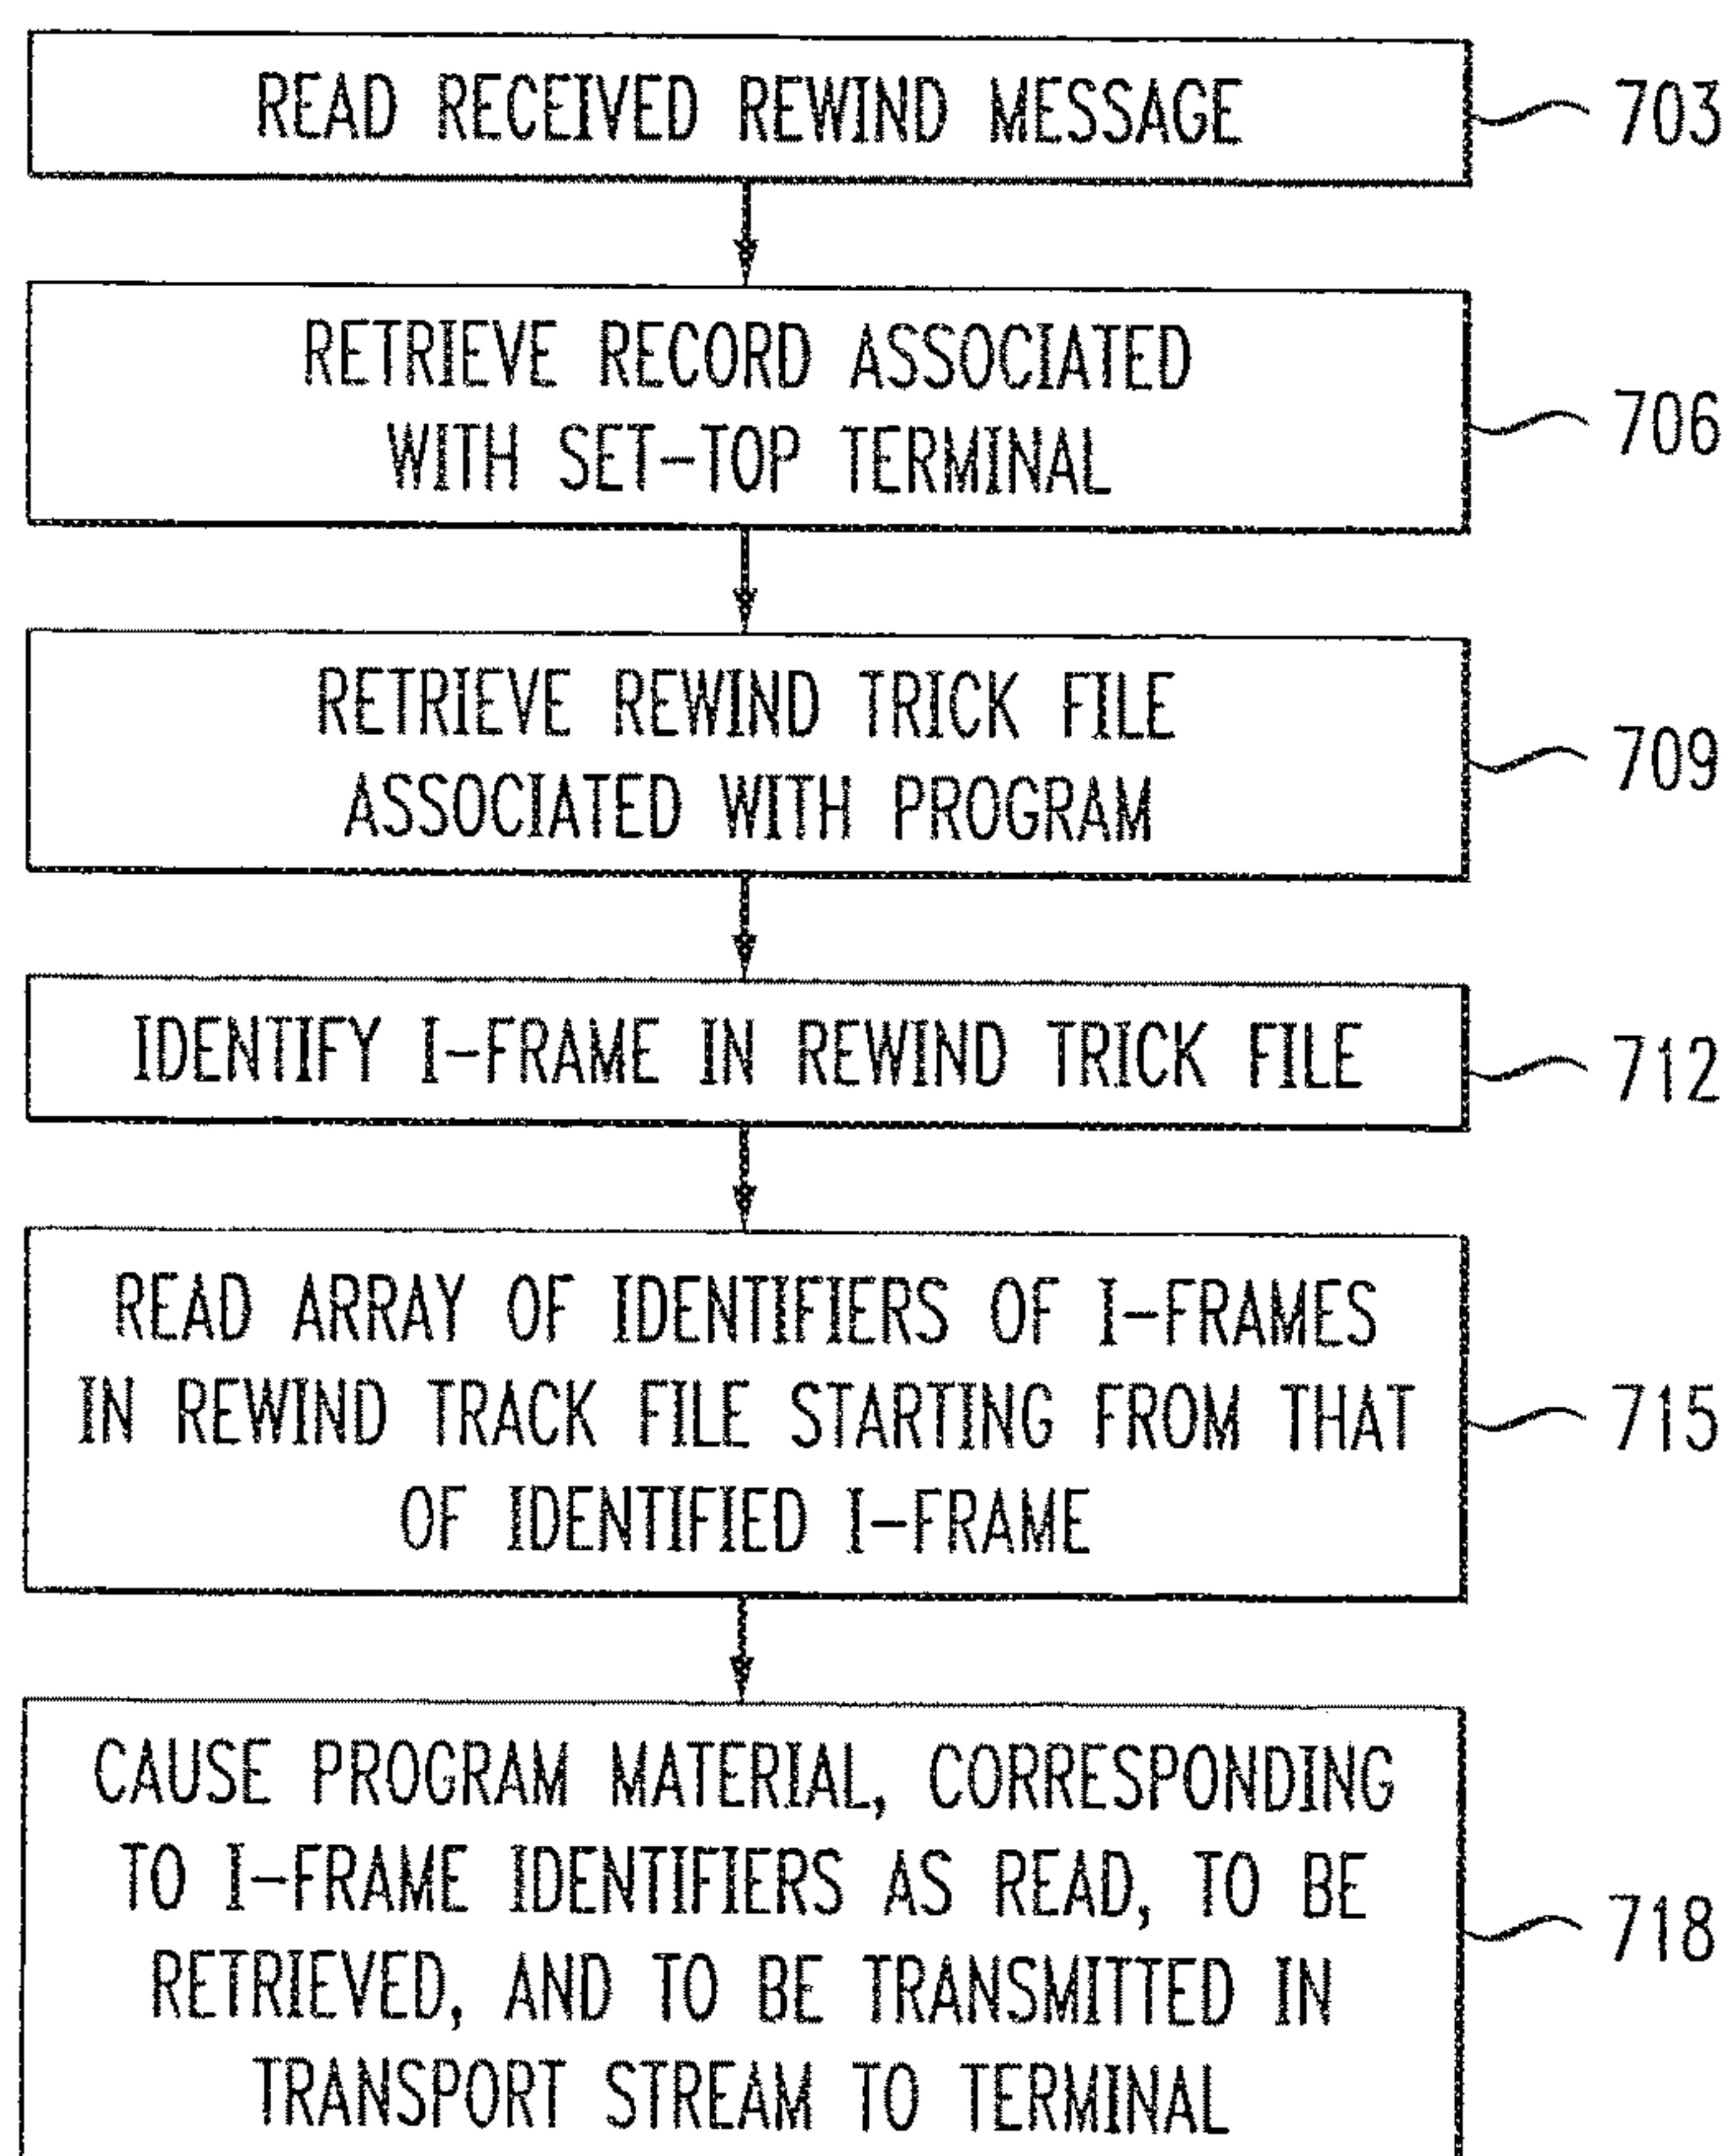 READ RECEIVED REWIND MESSAGE
703
RETRIEVE RECORD ASSOCIATED
WITH SET-TOP TERMINAL
706
RETRIEVE REWIND TRICK FILE
ASSOCIATED WITH PROGRAM
709
IDENTIFY I-FRAME IN REWIND TRICK FILE
712
READ ARRAY OF IDENTIFIERS OF I-FRAMES
IN REWIND TRACK FILE STARTING FROM THAT
OF IDENTIFIED I-FRAME
715
CAUSE PROGRAM MATERIAL, CORRESPONDING
TO I-FRAME IDENTIFIERS AS READ, TO BE
RETRIEVED, AND TO BE TRANSMITTED IN
TRANSPORT STREAM TO TERMINAL
718